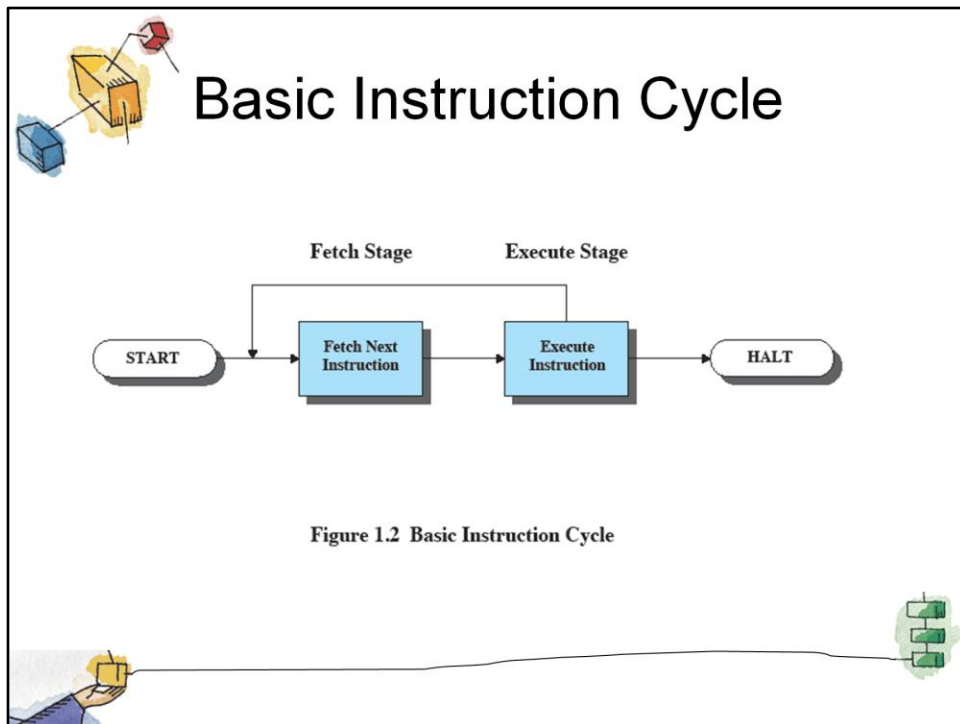 Basic Instruction Cycle
Fetch Stage
Execute Stage
START
Fetch Next
Instruction
Execute
Instruction
HALT
Figure 1.2 Basic Instruction Cycle